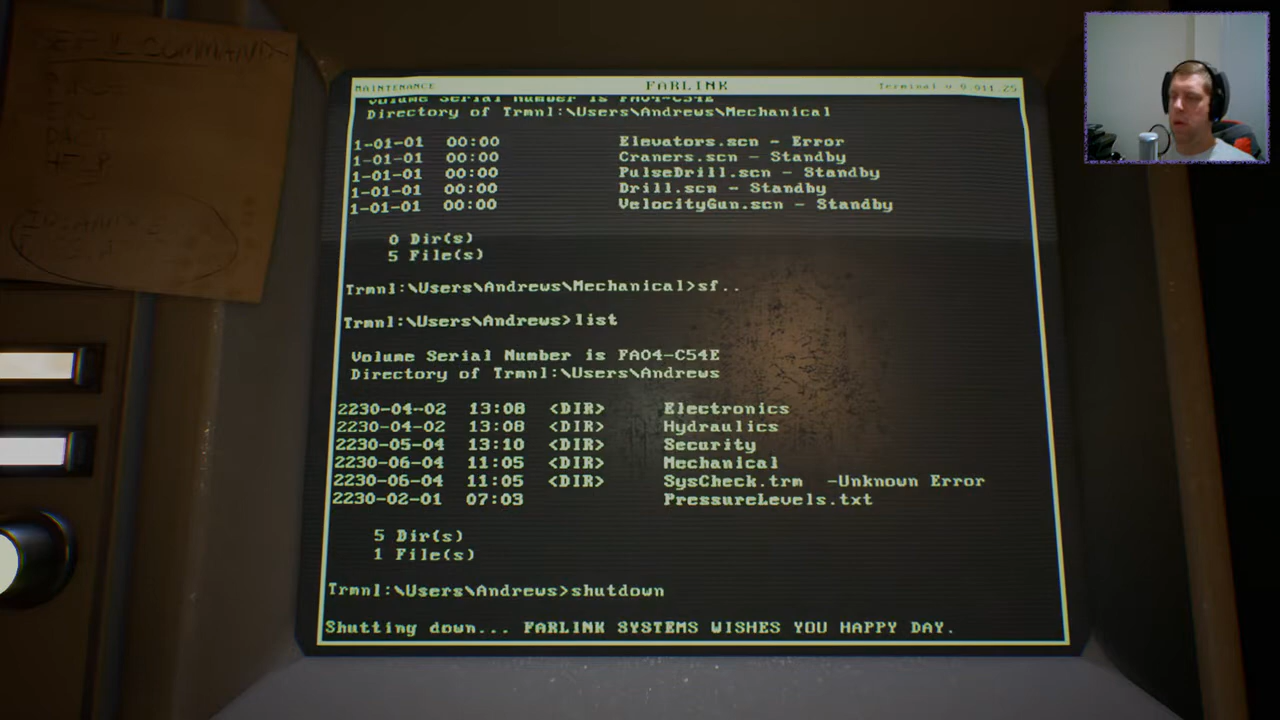 MAINTENANCE FARLINK Terminal v 0.041.25
Volume Serial Number is FA04-C54E
Directory of Trmnl:\Users\Andrews\Mechanical
1-01-01 00:00 Elevators.scn - Error
1-01-01 00:00 Craners.scn - Standby
1-01-01 00:00 PulseDrill.scn - Standby
1-01-01 00:00 Drill.scn - Standby
1-01-01 00:00 VelocityGun.scn - Standby
0 Dir(s)
5 File(s)
Trmnl:\Users\Andrews\Mechanical>sf..
Trmnl:\Users\Andrews>list
Volume Serial Number is FA04-C54E
Directory of Trmnl:\Users\Andrews
2230-04-02 13:08 <DIR> Electronics
2230-04-02 13:08 <DIR> Hydraulics
2230-05-04 13:10 <DIR> Security
2230-06-04 11:05 <DIR> Mechanical
2230-06-04 11:05 <DIR> SysCheck.trm -Unknown Error
2230-02-01 07:03 PressureLevels.txt
5 Dir(s)
1 File(s)
Trmnl:\Users\Andrews>shutdown
Shutting down... FARLINK SYSTEMS WISHES YOU HAPPY DAY.